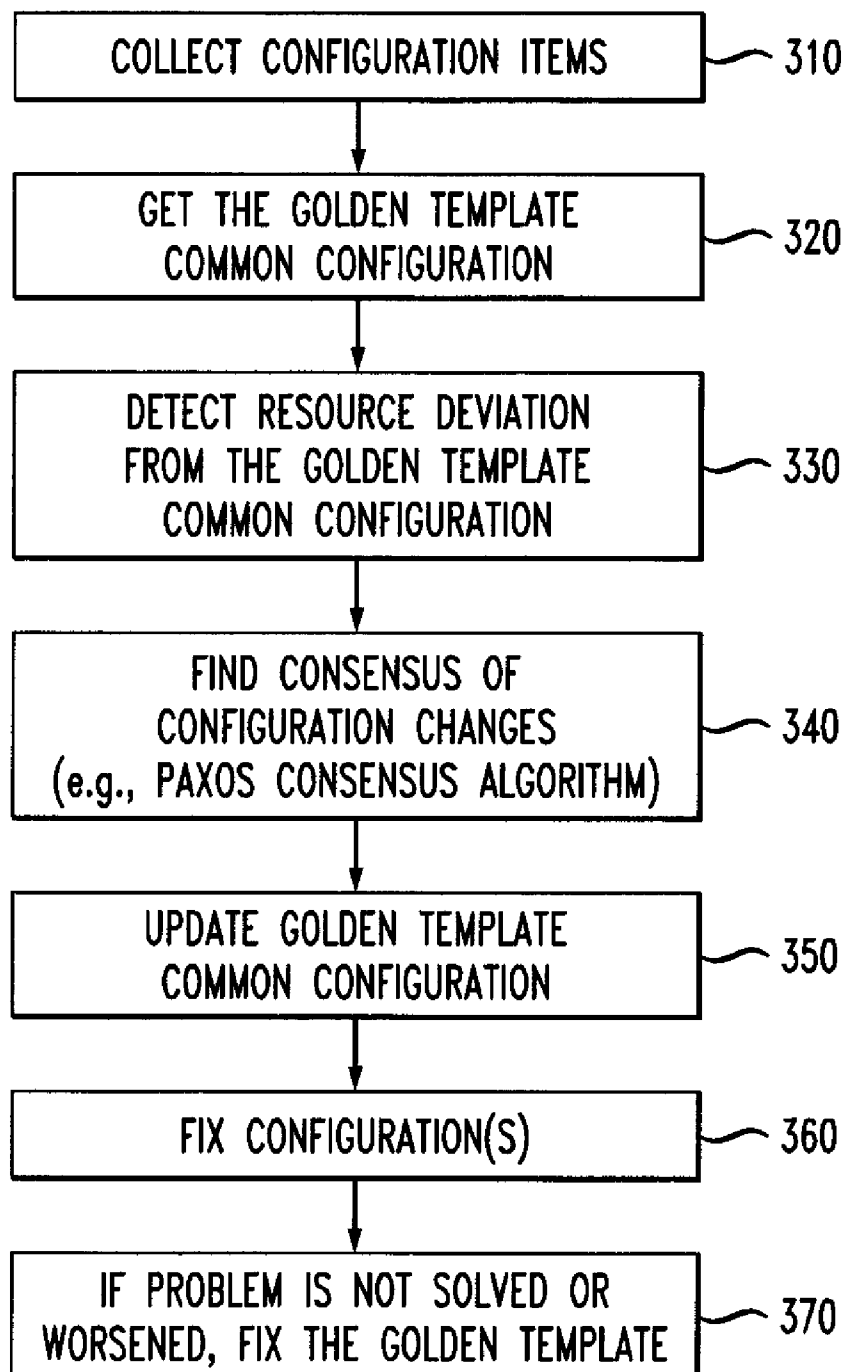 COLLECT CONFIGURATION ITEMS
310
GET THE GOLDEN TEMPLATE
COMMON CONFIGURATION
320
DETECT RESOURCE DEVIATION
FROM THE GOLDEN TEMPLATE
COMMON CONFIGURATION
330
FIND CONSENSUS OF
CONFIGURATION CHANGES
(e.g., PAXOS CONSENSUS ALGORITHM)
340
UPDATE GOLDEN TEMPLATE
COMMON CONFIGURATION
350
FIX CONFIGURATION(S)
360
IF PROBLEM IS NOT SOLVED OR
WORSENED, FIX THE GOLDEN TEMPLATE
370